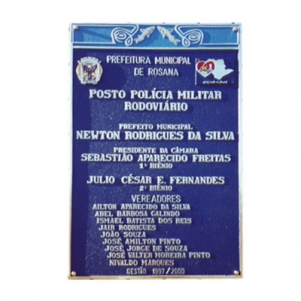 PREFEITURA MUNICIPAL
DE ROSANA
POSTO POLÍCIA MILITAR
RODOVIÁRIO
PREFEITO MUNICIPAL
NEWTON RODRIGUES DA SILVA
PRESIDENTE DA CÂMARA
SEBASTIÃO APARECIDO FREITAS
1º BIÊNIO
JULIO CÉSAR E. FERNANDES
2º BIÊNIO
VEREADORES
AILTON APARECIDO DA SILVA
ABEL BARBOSA GALINDO
ISMAEL BATISTA DOS REIS
JAIR RODRIGUES
JOÃO SOUZA
JOSÉ AMILTON PINTO
JOSÉ JORGE DE SOUZA
JOSÉ VALTER MOREIRA PINTO
NIVALDO MARQUES
GESTÃO 1997/2000